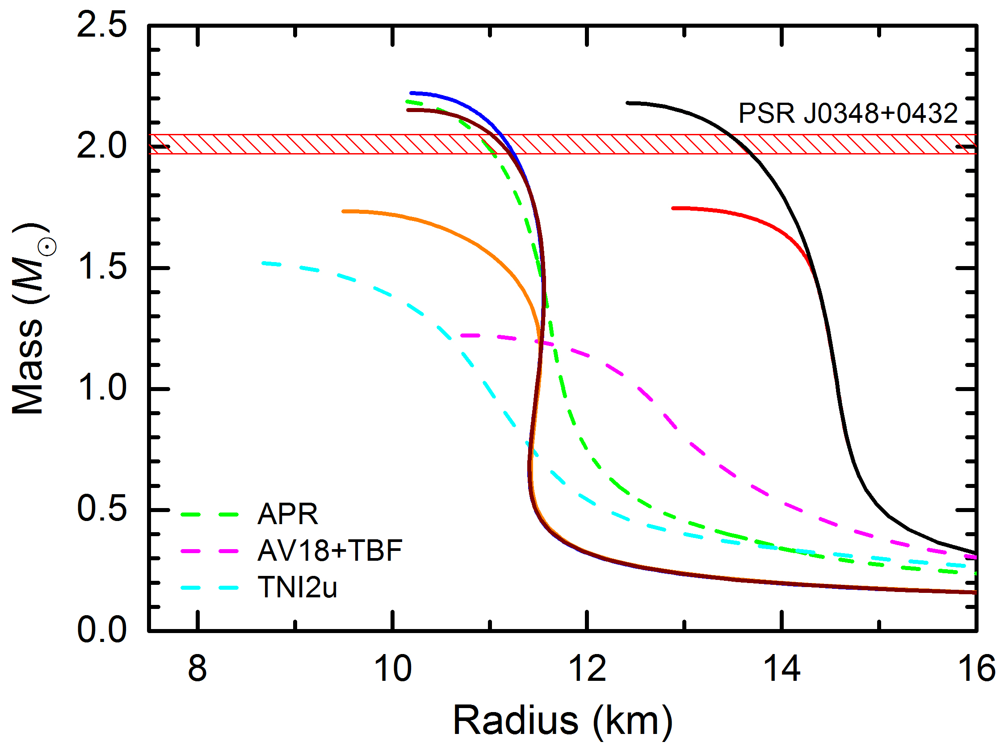 2.5
2.0
1.5
1.0
0.5
0.0
Mass (M☉)
PSR J0348+0432
APR
AV18+TBF
TNI2u
8 10 12 14 16
Radius (km)